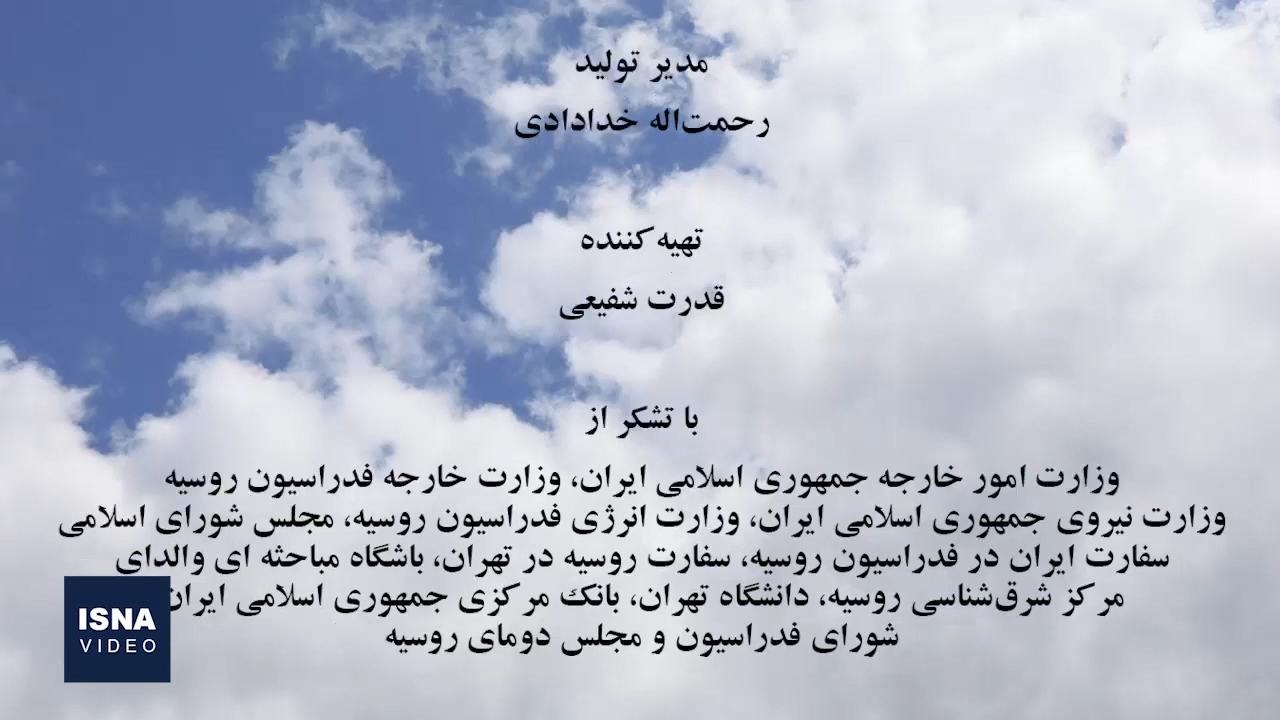 مدیر تولید
رحمت‌اله خدادادی
تهیه‌کننده
قدرت شفیعی
با تشکر از
وزارت امور خارجه جمهوری اسلامی ایران، وزارت خارجه فدراسیون روسیه
وزارت نیروی جمهوری اسلامی ایران، وزارت انرژی فدراسیون روسیه، مجلس شورای اسلامی
سفارت ایران در فدراسیون روسیه، سفارت روسیه در تهران، باشگاه مباحثه ای والدای
مرکز شرق‌شناسی روسیه، دانشگاه تهران، بانک مرکزی جمهوری اسلامی ایران
شورای فدراسیون و مجلس دومای روسیه
ISNA
VIDEO